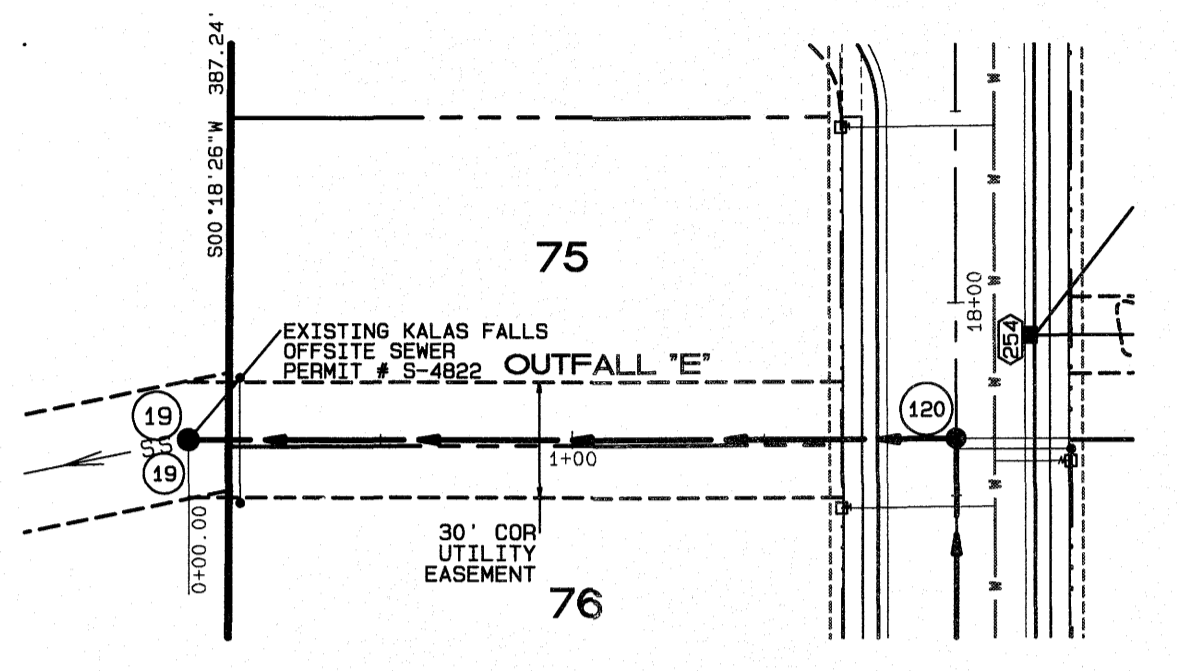 S00°18'26"W 387.24'
75
EXISTING KALAS FALLS
OFFSITE SEWER
PERMIT # S-4822
OUTFALL "E"
19
SS
19
120
254
18+00
1+00
0+00.00
30' COR
UTILITY
EASEMENT
76
W
W
W
W
W
W